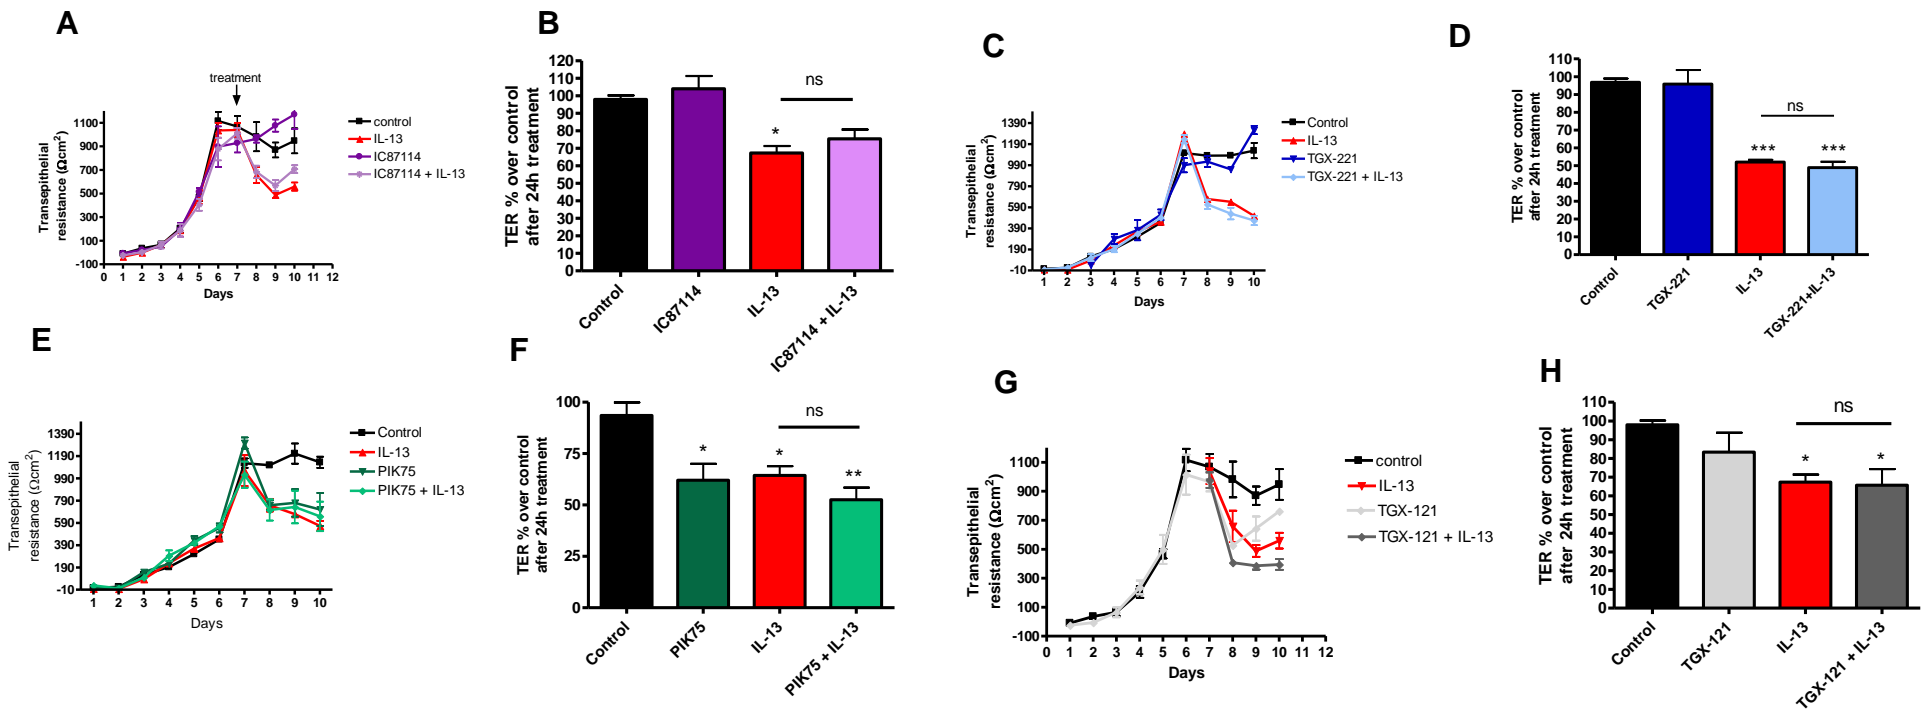 A
treatment
Transepithelial
resistance (Ωcm2)
1100
900
700
500
300
100
-100
0 1 2 3 4 5 6 7 8 9 10 11 12
Days
control
IL-13
IC87114
IC87114 + IL-13
B
TER % over control
after 24h treatment
120
110
100
90
80
70
60
50
40
30
20
10
0
ns
*
Control
IC87114
IL-13
IC87114 + IL-13
C
Transepithelial
resistance (Ωcm2)
1390
1190
990
790
590
390
190
-10
1 2 3 4 5 6 7 8 9 10
Days
Control
IL-13
TGX-221
TGX-221 + IL-13
D
TER % over control
after 24h treatment
110
100
90
80
70
60
50
40
30
20
10
0
ns
*** ***
Control
TGX-221
IL-13
TGX-221+IL-13
E
Transepithelial
resistance (Ωcm2)
1390
1190
990
790
590
390
190
-10
1 2 3 4 5 6 7 8 9 10
Days
Control
IL-13
PIK75
PIK75 + IL-13
F
TER % over control
after 24h treatment
100
75
50
25
0
ns
* * **
Control
PIK75
IL-13
PIK75 + IL-13
G
Transepithelial
resistance (Ωcm2)
1100
900
700
500
300
100
-100
0 1 2 3 4 5 6 7 8 9 10 11 12
Days
control
IL-13
TGX-121
TGX-121 + IL-13
H
TER % over control
after 24h treatment
110
100
90
80
70
60
50
40
30
20
10
0
ns
* *
Control
TGX-121
IL-13
TGX-121 + IL-13